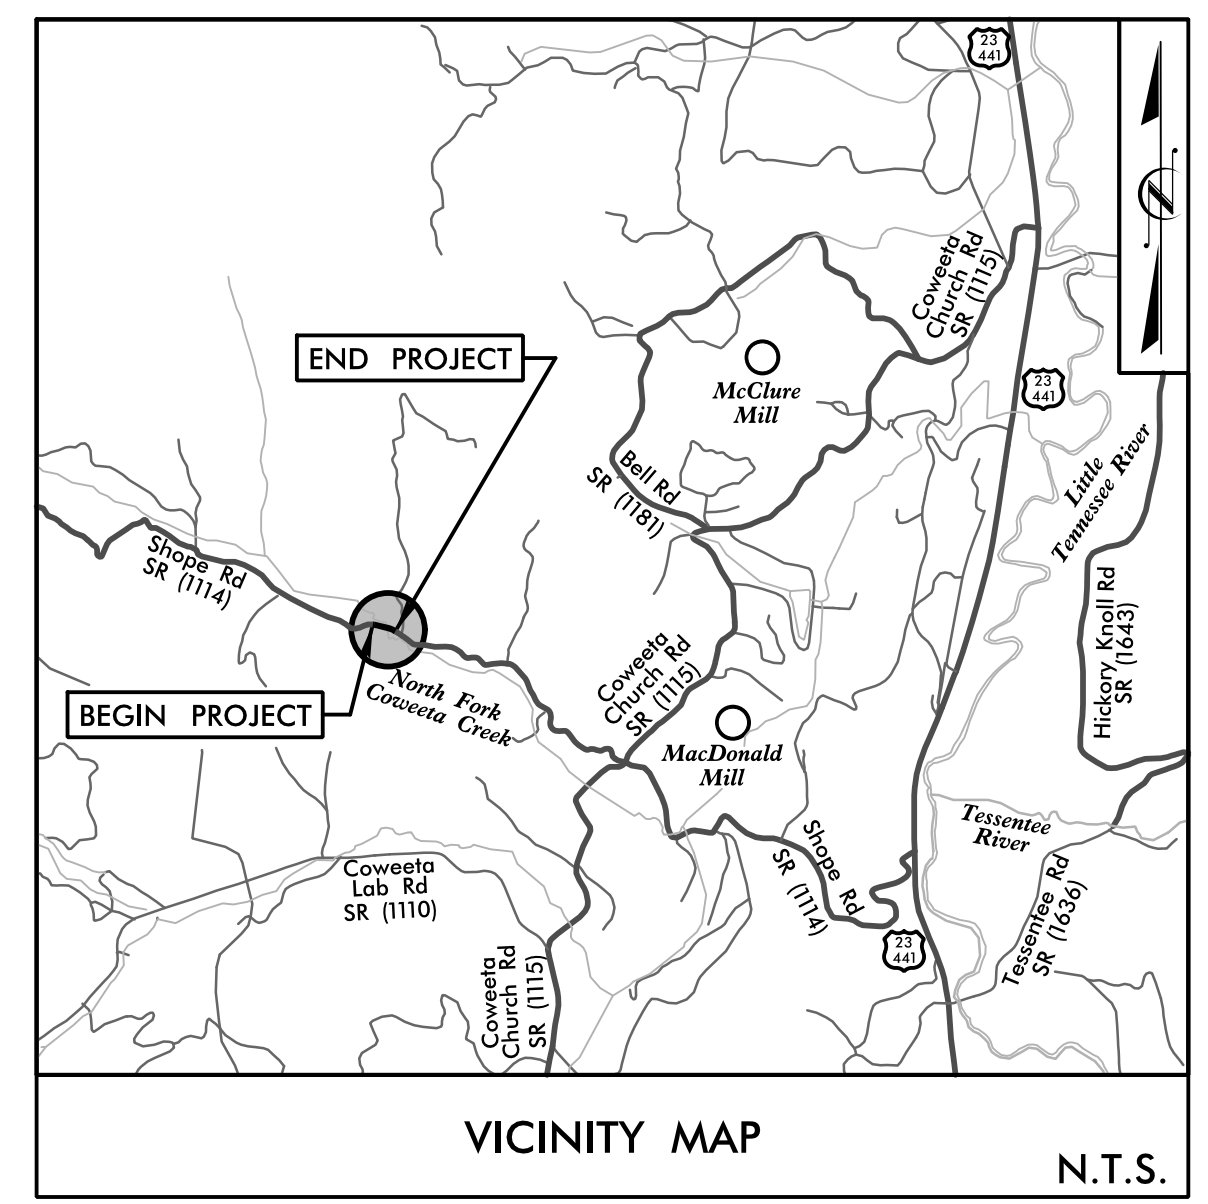 23
441
N
Coweeta
Church Rd
SR (1115)
END PROJECT
McClure
Mill
23
441
Bell Rd
SR (1181)
Little
Tennessee River
Shope Rd
SR (1114)
Hickory Knoll Rd
SR (1643)
Coweeta
Church Rd
SR (1115)
North Fork
Coweeta Creek
BEGIN PROJECT
MacDonald
Mill
Tessentee
River
Shope Rd
SR (1114)
Coweeta
Lab Rd
SR (1110)
Tessentee Rd
SR (1636)
23
441
Coweeta
Church Rd
SR (1115)
VICINITY MAP
N.T.S.